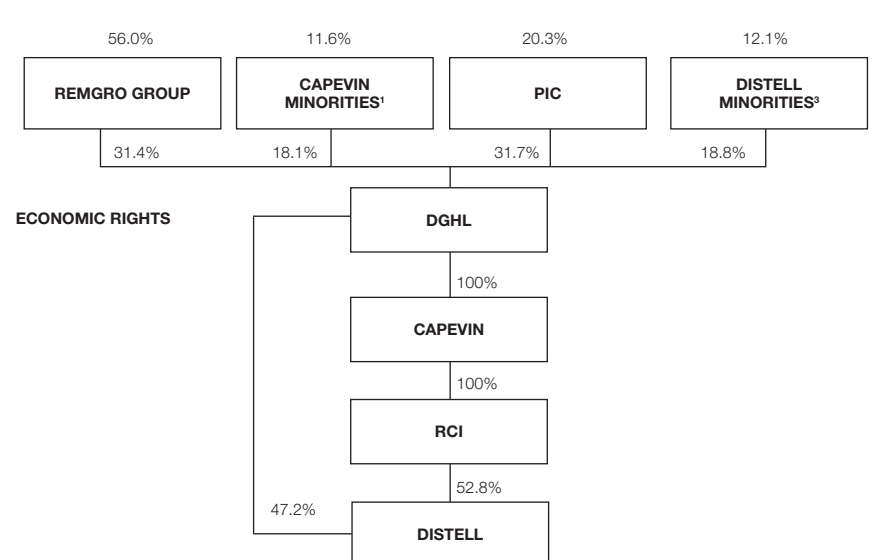 56.0% 11.6% 20.3% 12.1%
REMGRO GROUP
CAPEVIN
MINORITIES¹
PIC
DISTELL
MINORITIES³
31.4% 18.1% 31.7% 18.8%
ECONOMIC RIGHTS
DGHL
100%
CAPEVIN
100%
RCI
52.8%
47.2%
DISTELL